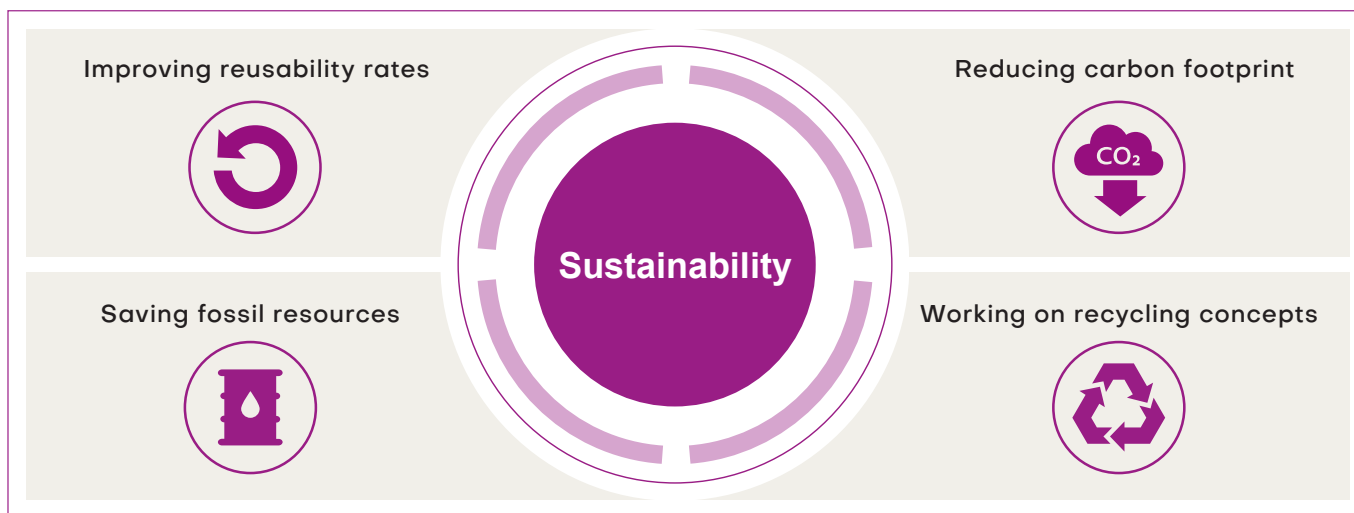 Improving reusability rates
Reducing carbon footprint
CO₂
Sustainability
Saving fossil resources
Working on recycling concepts